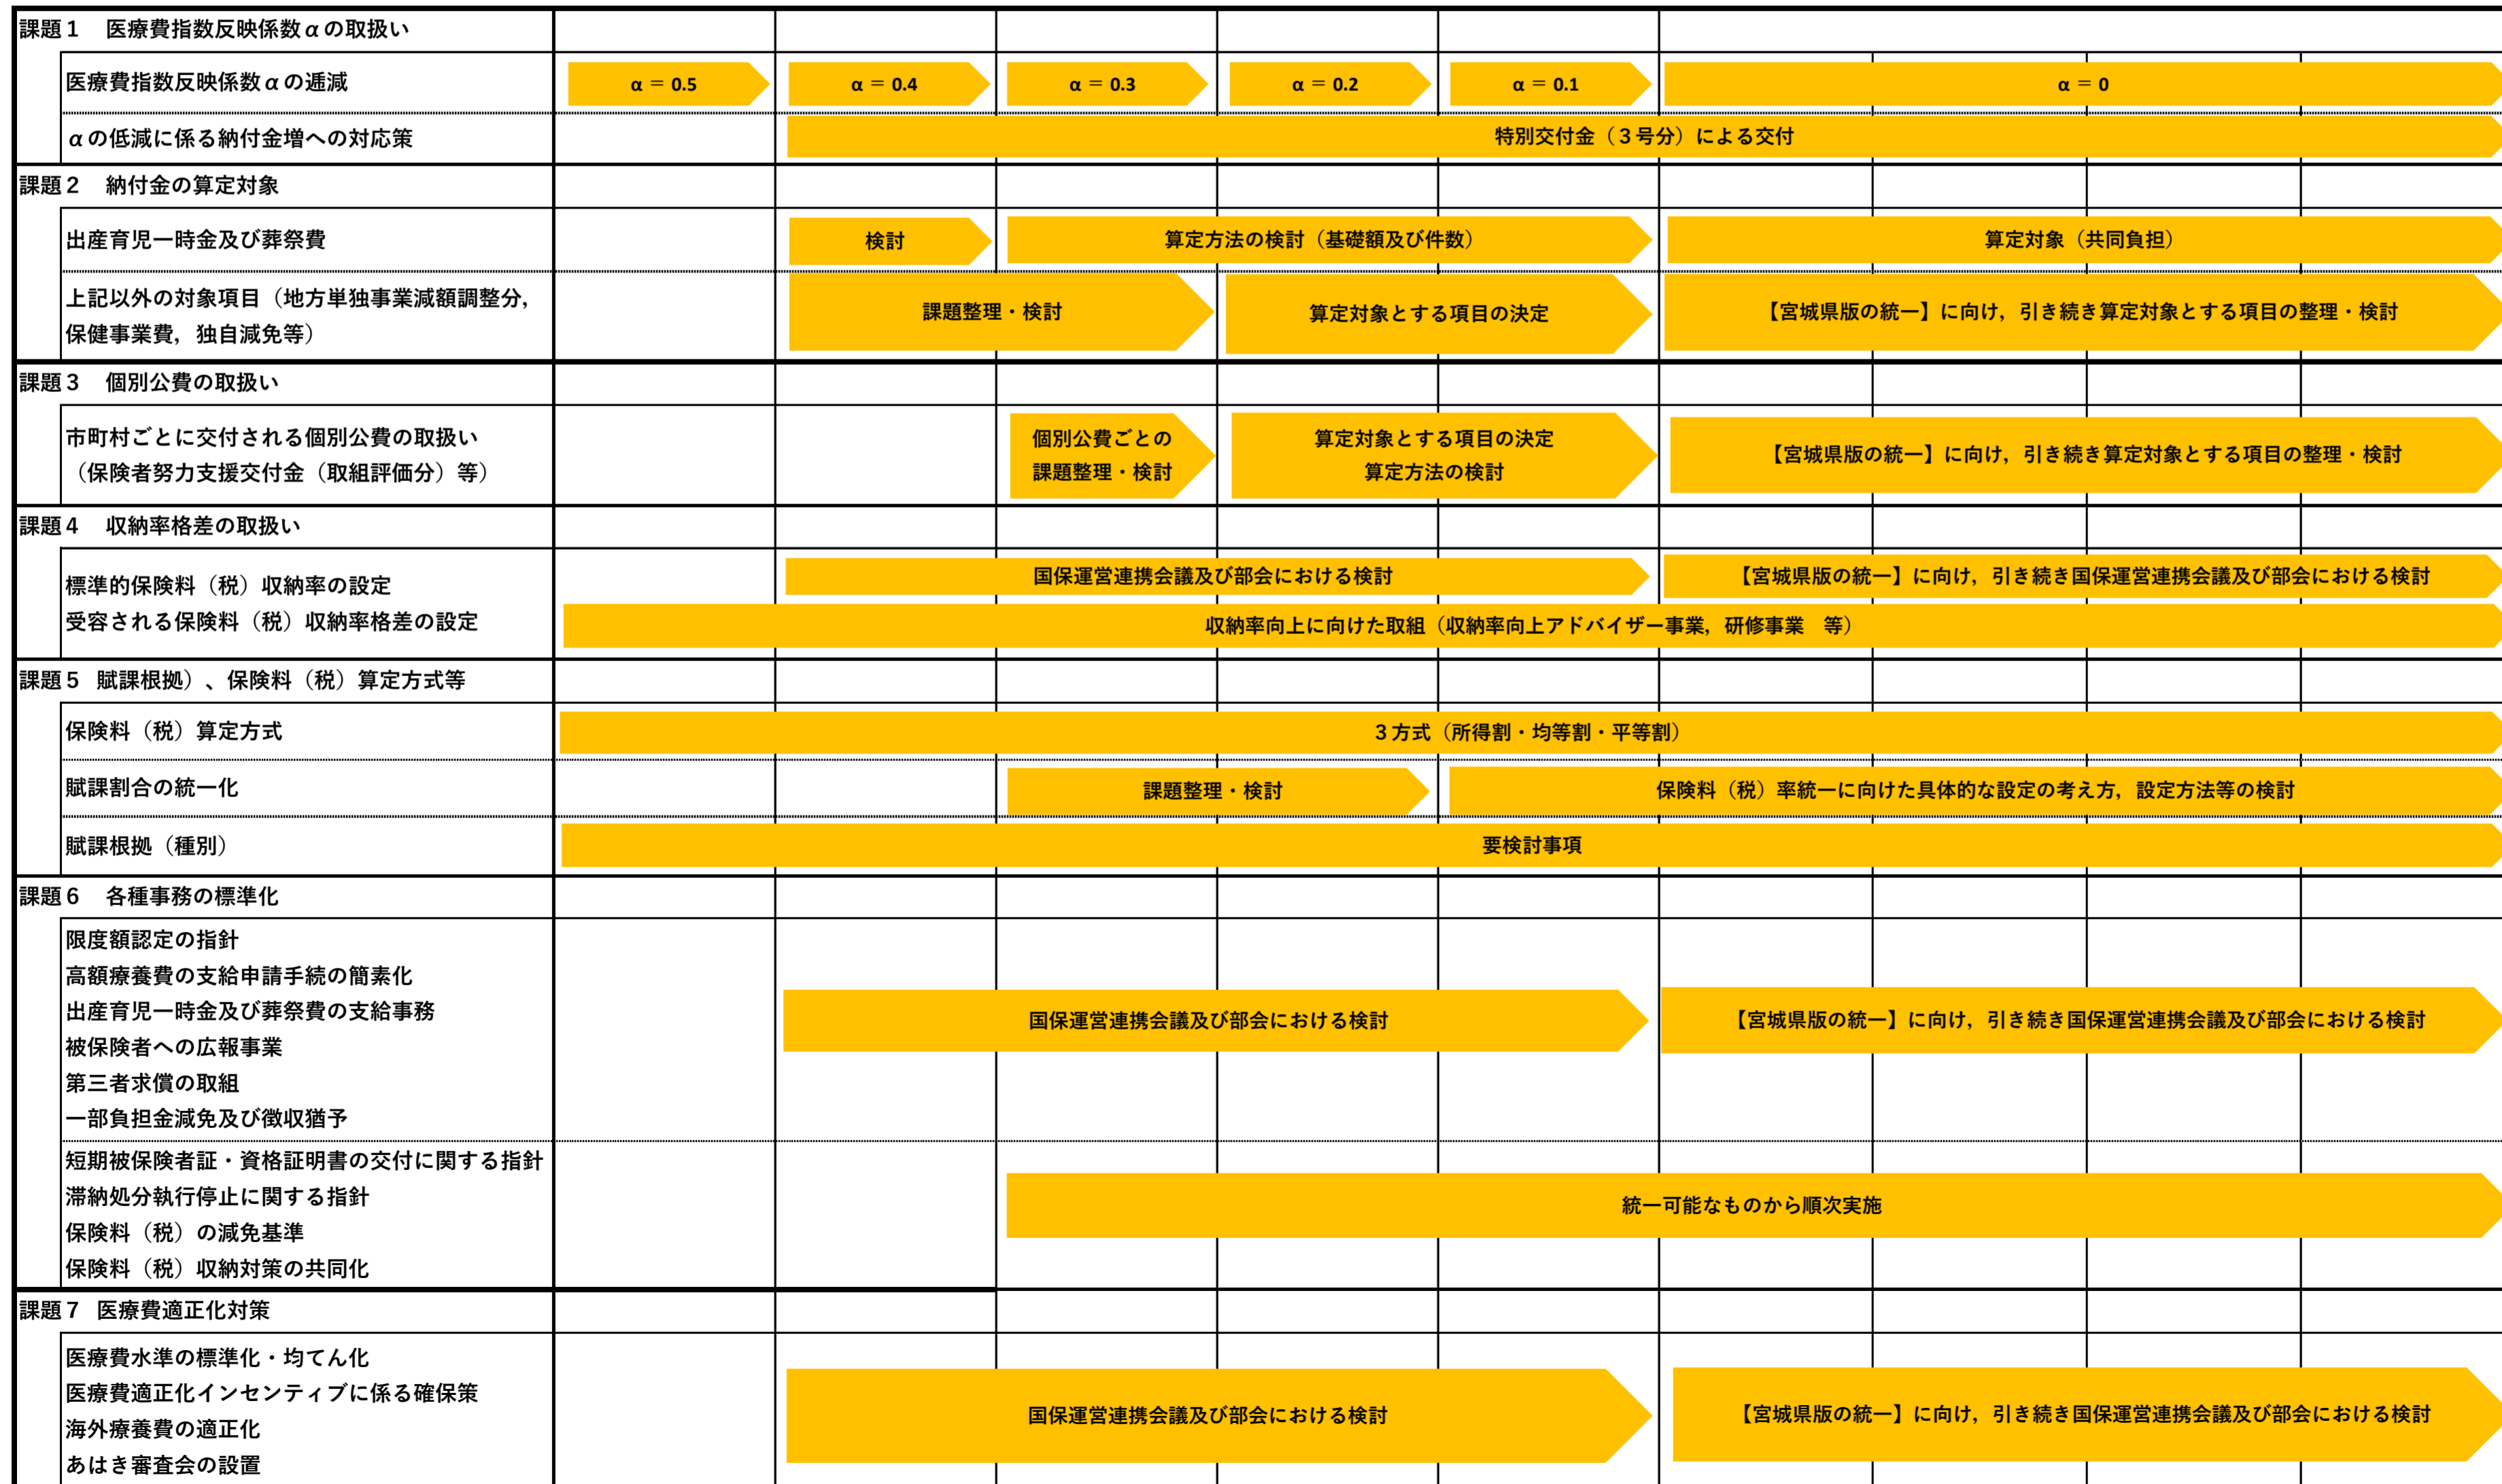 課題１　医療費指数反映係数αの取扱い
医療費指数反映係数αの逓減
α ＝ 0.5
α ＝ 0.4
α ＝ 0.3
α ＝ 0.2
α ＝ 0.1
α ＝ 0
αの低減に係る納付金増への対応策
特別交付金（３号分）による交付
課題２　納付金の算定対象
出産育児一時金及び葬祭費
検討
算定方法の検討（基礎額及び件数）
算定対象（共同負担）
上記以外の対象項目（地方単独事業減額調整分，
保健事業費，独自減免等）
課題整理・検討
算定対象とする項目の決定
【宮城県版の統一】に向け，引き続き算定対象とする項目の整理・検討
課題３　個別公費の取扱い
市町村ごとに交付される個別公費の取扱い
（保険者努力支援交付金（取組評価分）等）
個別公費ごとの
課題整理・検討
算定対象とする項目の決定
算定方法の検討
【宮城県版の統一】に向け，引き続き算定対象とする項目の整理・検討
課題４　収納率格差の取扱い
標準的保険料（税）収納率の設定
受容される保険料（税）収納率格差の設定
国保運営連携会議及び部会における検討
【宮城県版の統一】に向け，引き続き国保運営連携会議及び部会における検討
収納率向上に向けた取組（収納率向上アドバイザー事業，研修事業　等）
課題５　賦課根拠）、保険料（税）算定方式等
保険料（税）算定方式
３方式（所得割・均等割・平等割）
賦課割合の統一化
課題整理・検討
保険料（税）率統一に向けた具体的な設定の考え方，設定方法等の検討
賦課根拠（種別）
要検討事項
課題６　各種事務の標準化
限度額認定の指針
高額療養費の支給申請手続の簡素化
出産育児一時金及び葬祭費の支給事務
被保険者への広報事業
第三者求償の取組
一部負担金減免及び徴収猶予
国保運営連携会議及び部会における検討
【宮城県版の統一】に向け，引き続き国保運営連携会議及び部会における検討
短期被保険者証・資格証明書の交付に関する指針
滞納処分執行停止に関する指針
保険料（税）の減免基準
保険料（税）収納対策の共同化
統一可能なものから順次実施
課題７　医療費適正化対策
医療費水準の標準化・均てん化
医療費適正化インセンティブに係る確保策
海外療養費の適正化
あはき審査会の設置
国保運営連携会議及び部会における検討
【宮城県版の統一】に向け，引き続き国保運営連携会議及び部会における検討